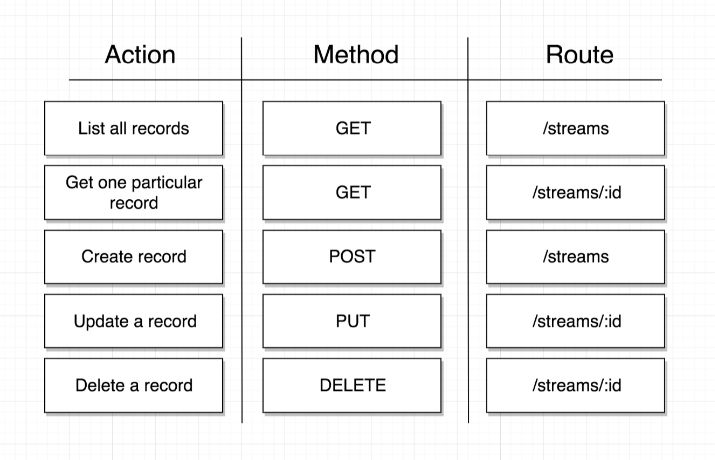 Action Method Route
List all records GET /streams
Get one particular
record GET /streams/:id
Create record POST /streams
Update a record PUT /streams/:id
Delete a record DELETE /streams/:id